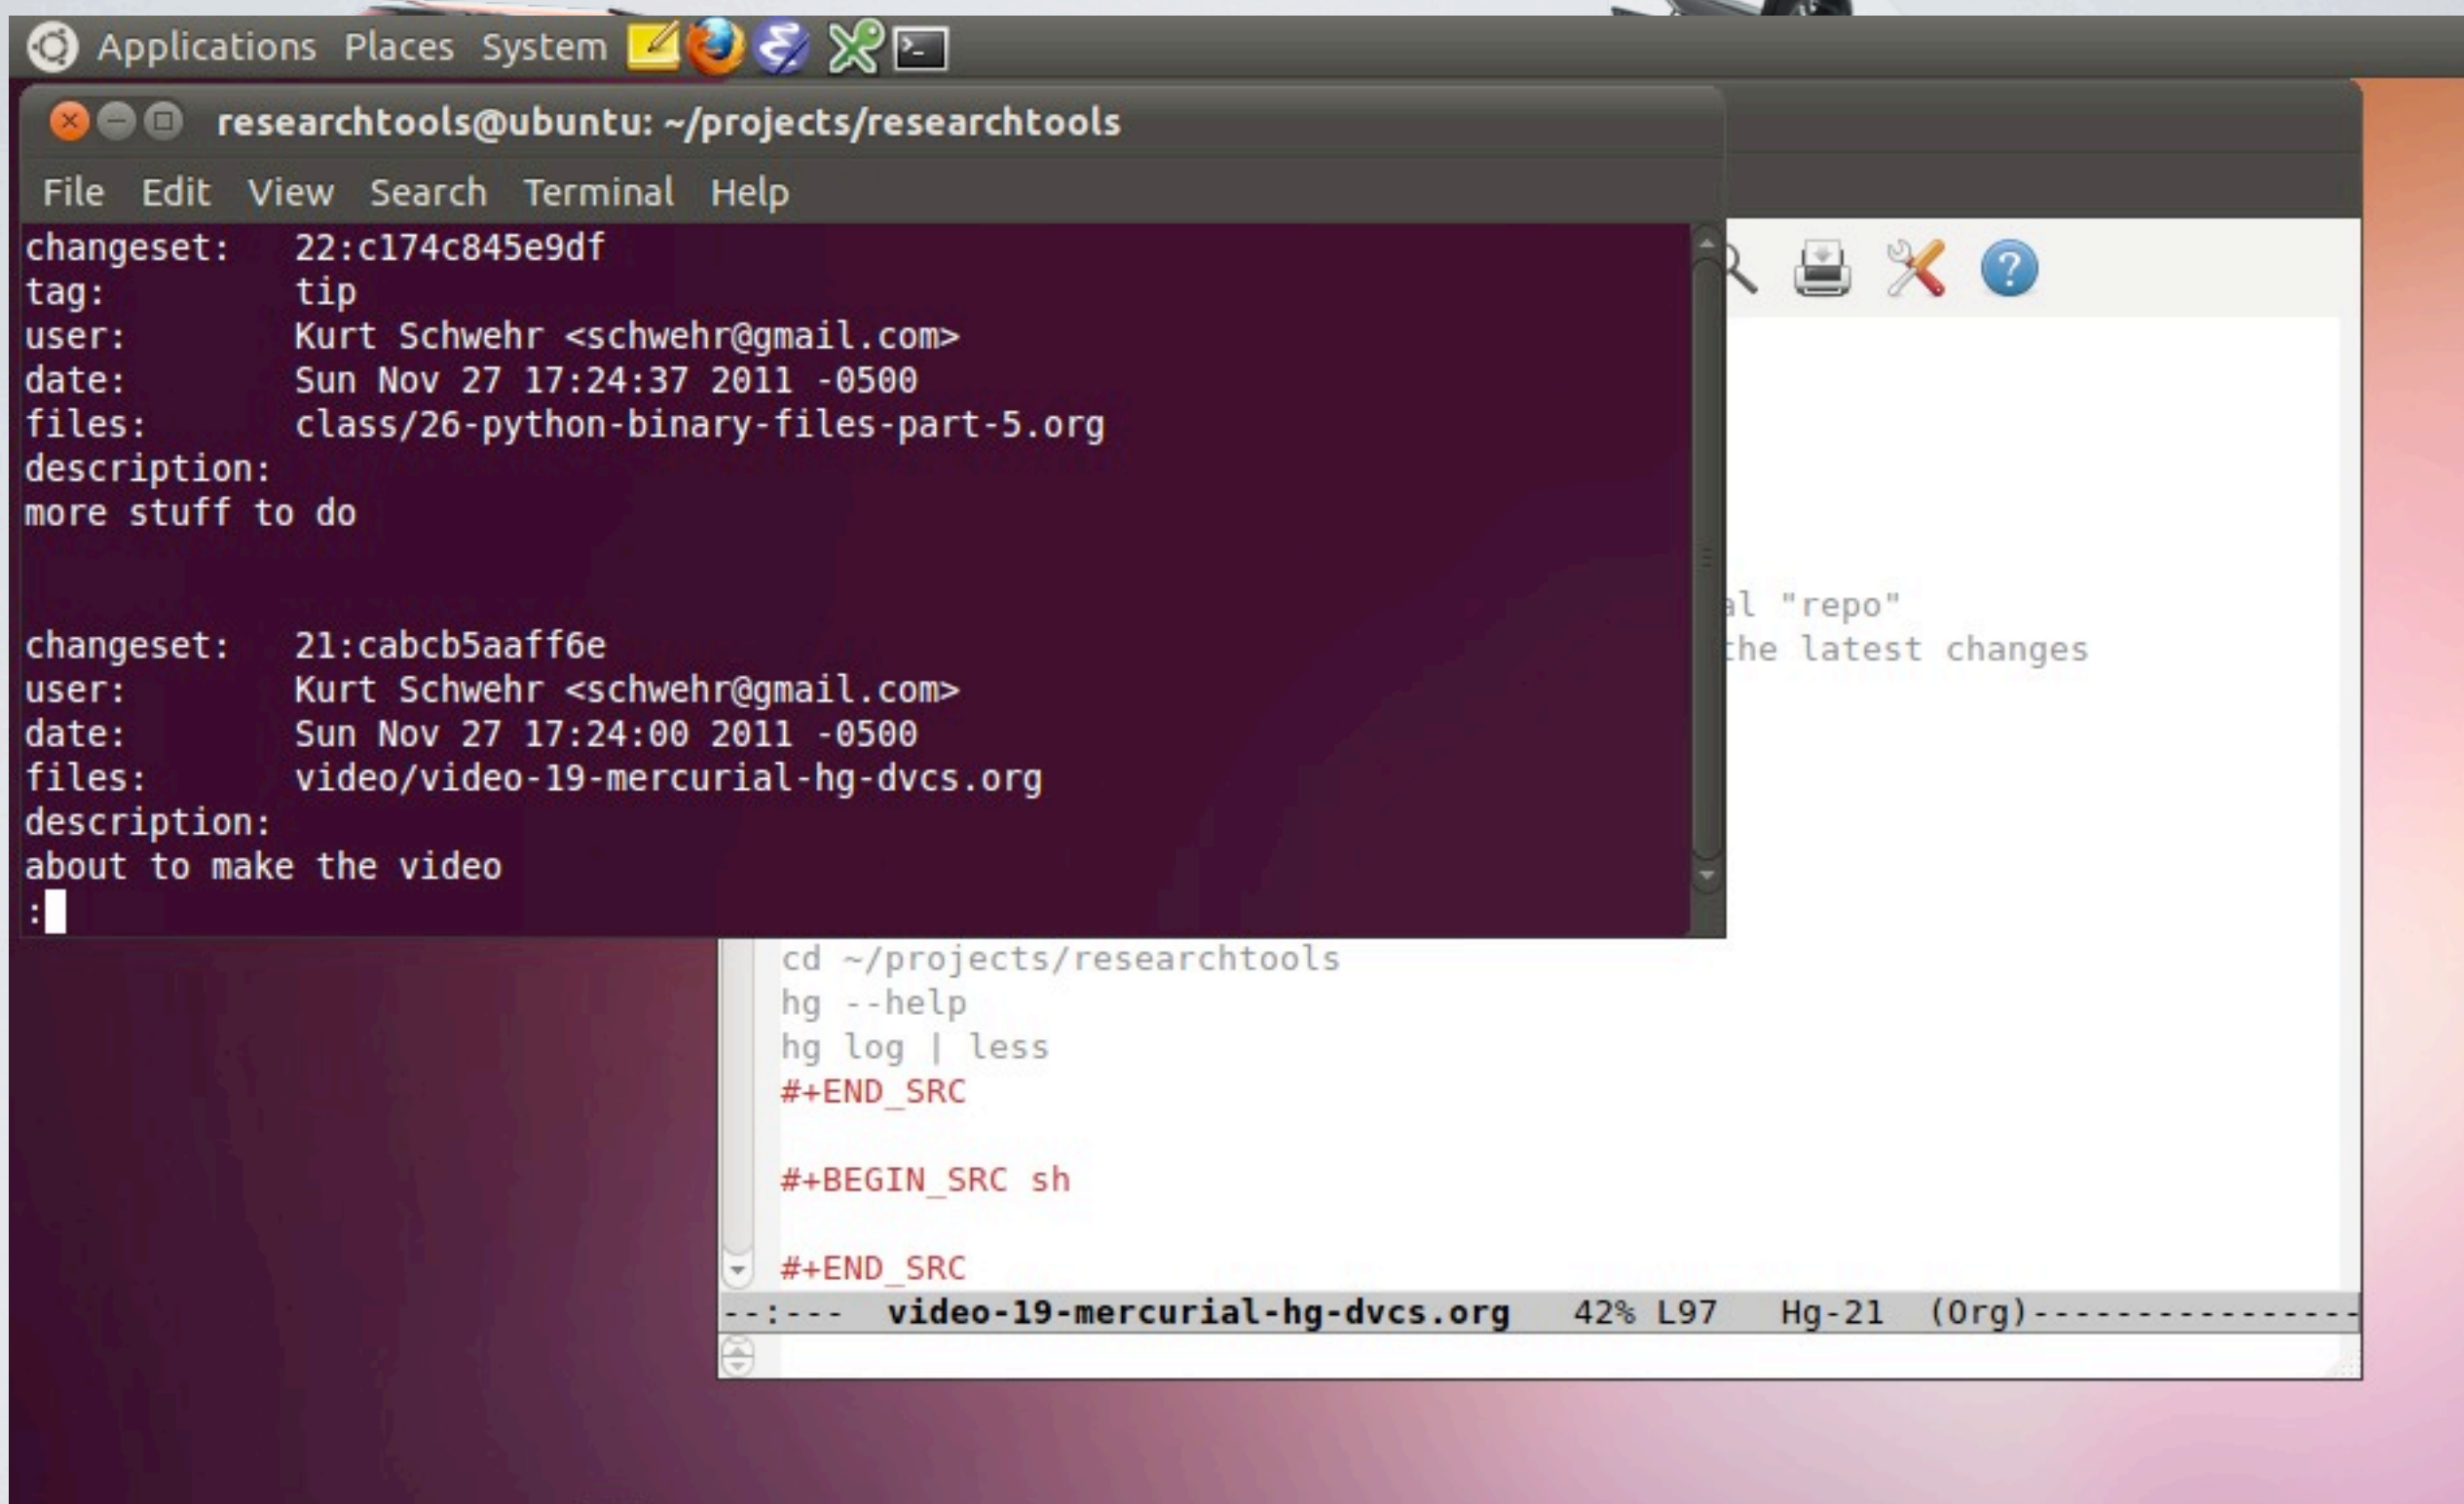 Applications Places System
researchtools@ubuntu: ~/projects/researchtools
File Edit View Search Terminal Help
changeset: 22:c174c845e9df
tag: tip
user: Kurt Schwehr <schwehr@gmail.com>
date: Sun Nov 27 17:24:37 2011 -0500
files: class/26-python-binary-files-part-5.org
description:
more stuff to do
changeset: 21:cabcb5aaff6e
user: Kurt Schwehr <schwehr@gmail.com>
date: Sun Nov 27 17:24:00 2011 -0500
files: video/video-19-mercurial-hg-dvcs.org
description:
about to make the video
:
"repo"
the latest changes
cd ~/projects/researchtools
hg --help
hg log | less
#+END_SRC
#+BEGIN_SRC sh
#+END_SRC
--:--- video-19-mercurial-hg-dvcs.org 42% L97 Hg-21 (Org)----------------